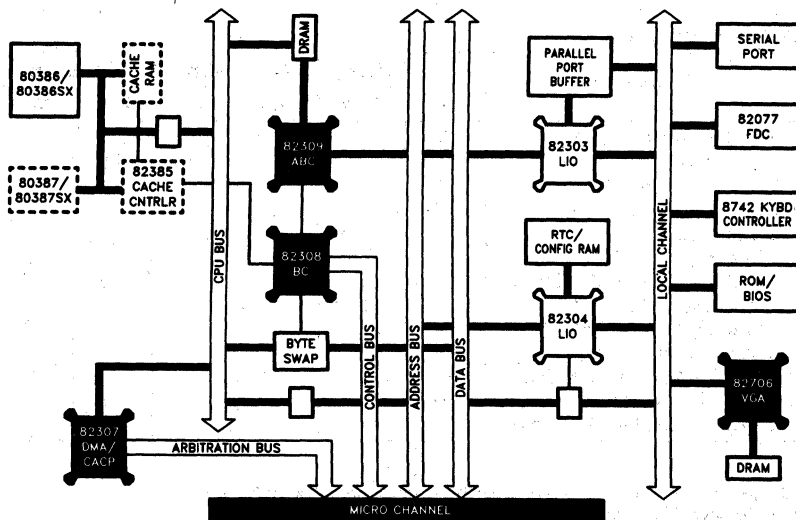 80386/
80386SX
CACHE
RAM
80387/
80387SX
82385
CACHE
CNTRLR
CPU BUS
DRAM
82309
ABC
82308
BC
BYTE
SWAP
82307
DMA/
CACP
ARBITRATION BUS
CONTROL BUS
ADDRESS BUS
DATA BUS
PARALLEL
PORT
BUFFER
82303
LIO
RTC/
CONFIG RAM
82304
LIO
LOCAL CHANNEL
SERIAL
PORT
82077
FDC
8742 KYBD
CONTROLLER
ROM/
BIOS
82706
VGA
DRAM
MICRO CHANNEL